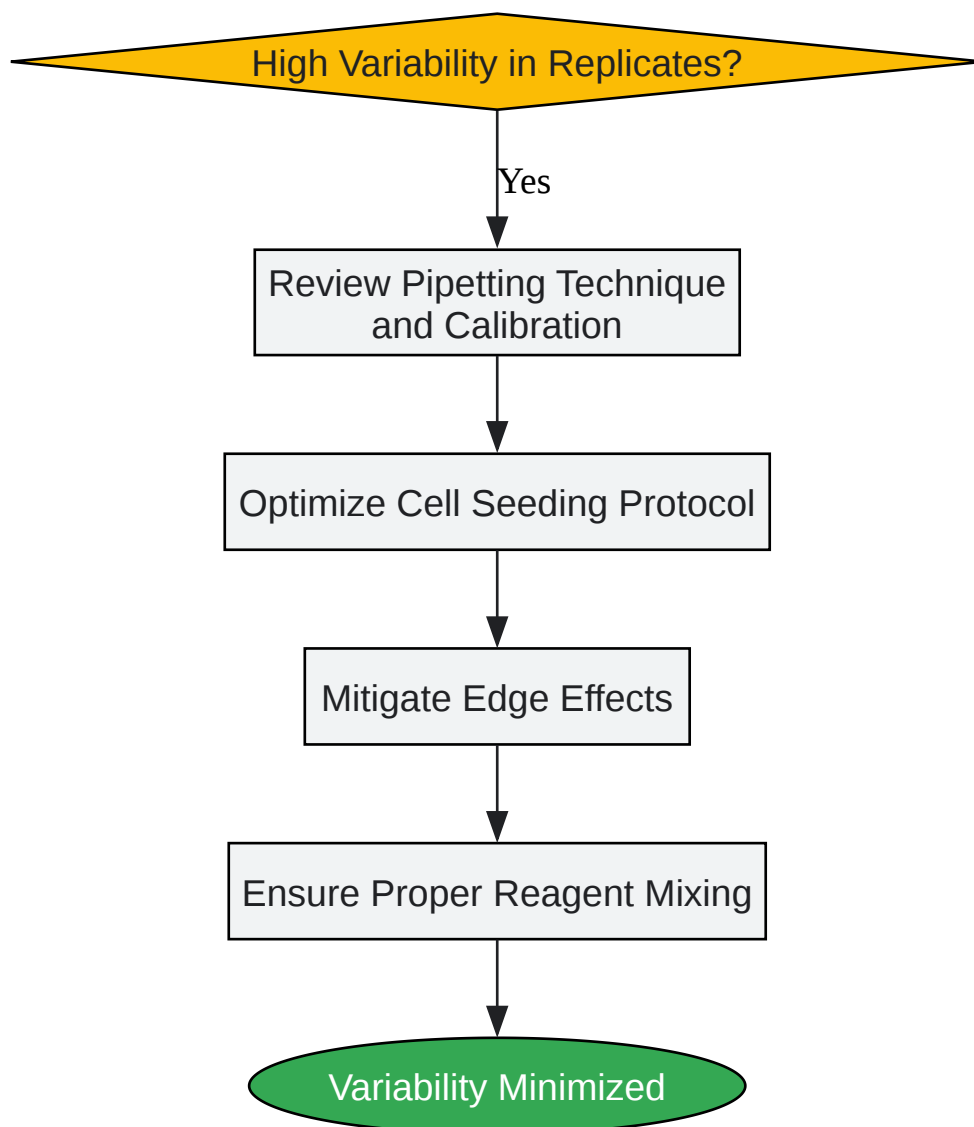 High Variability in Replicates?
Yes
Review Pipetting Technique
and Calibration
Optimize Cell Seeding Protocol
Mitigate Edge Effects
Ensure Proper Reagent Mixing
Variability Minimized